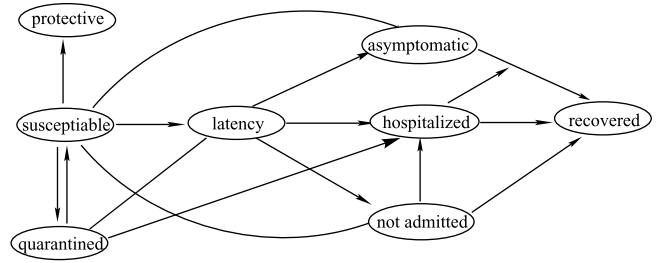 protective
asymptomatic
susceptiable
latency
hospitalized
recovered
not admitted
quarantined